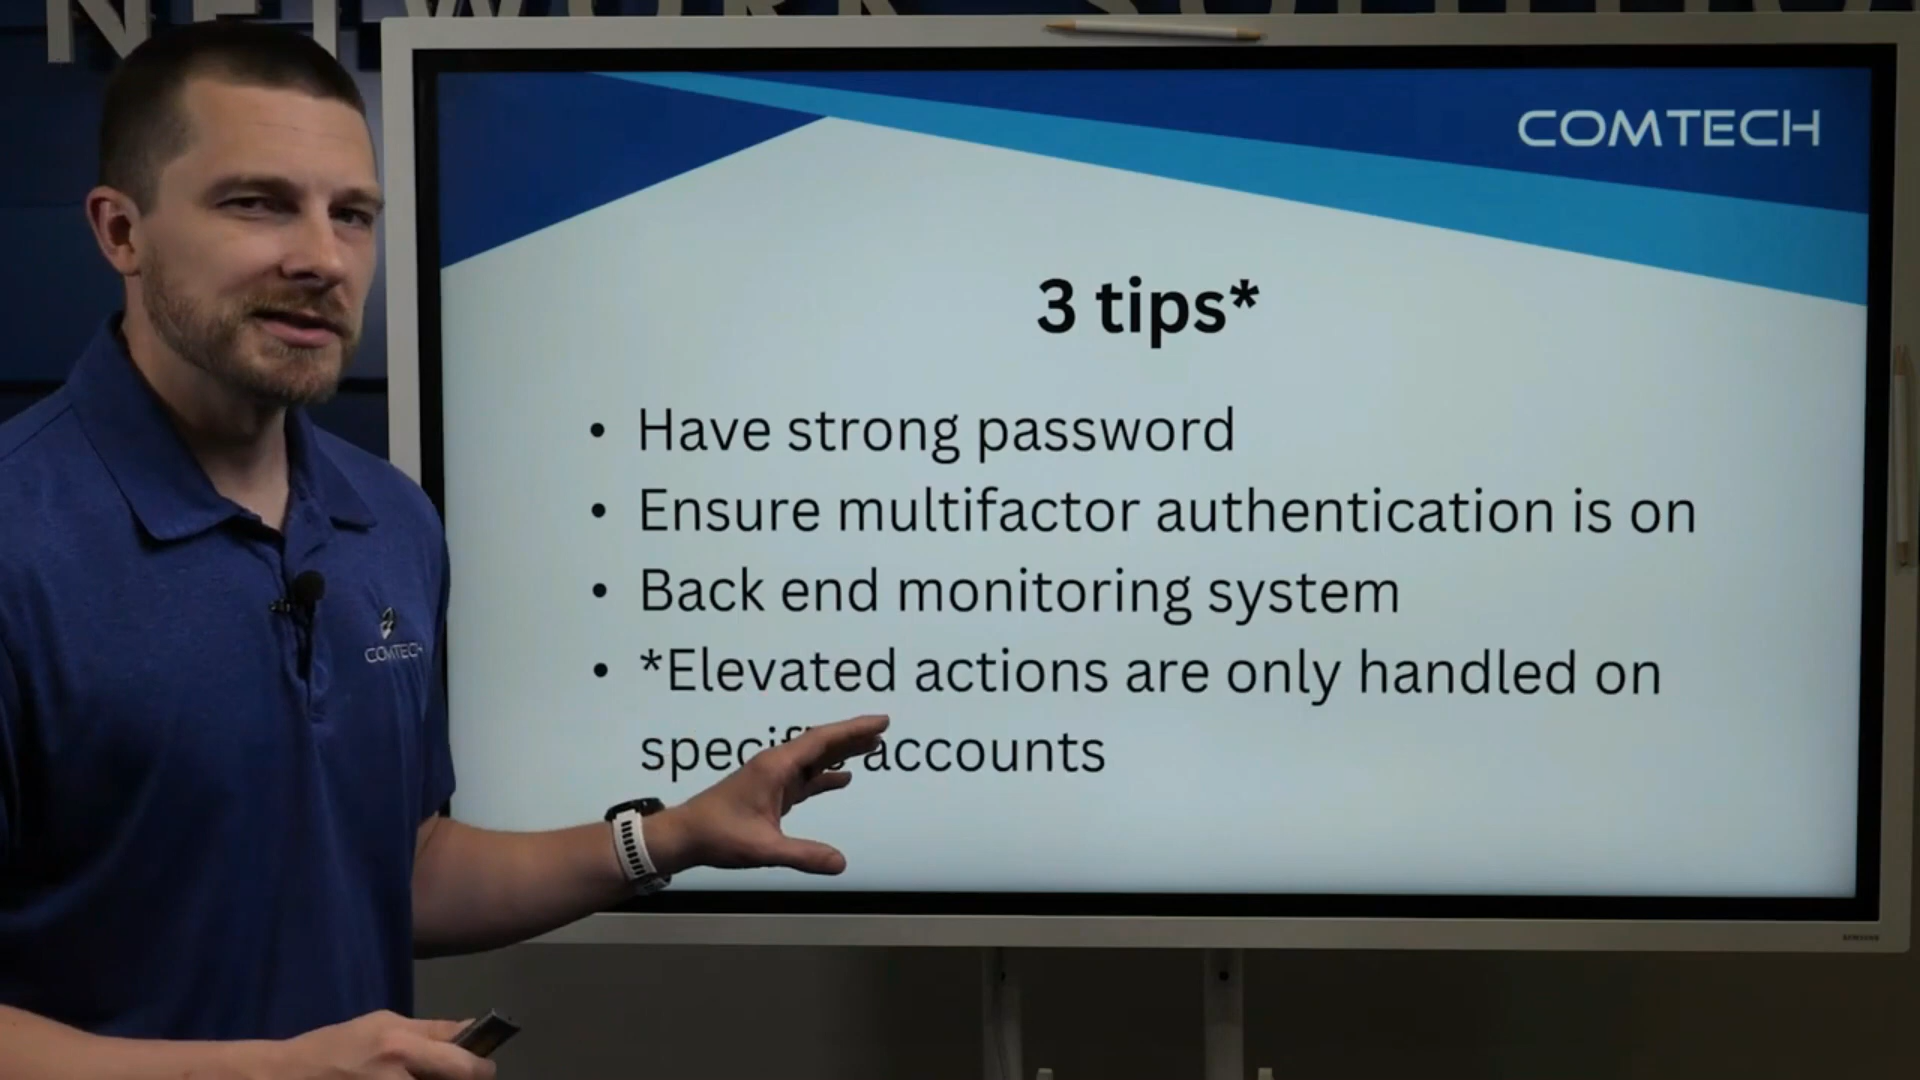 COMTECH
3 tips*
• Have strong password
• Ensure multifactor authentication is on
• Back end monitoring system
• *Elevated actions are only handled on
accounts
COMTECH
SAMSUNG